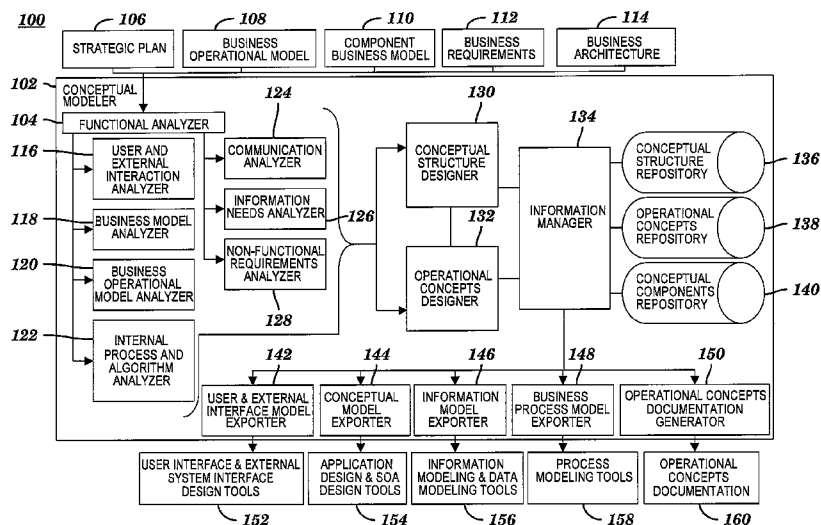 100
106
108
110
112
114
STRATEGIC PLAN
BUSINESS
OPERATIONAL MODEL
COMPONENT
BUSINESS MODEL
BUSINESS
REQUIREMENTS
BUSINESS
ARCHITECTURE
102
CONCEPTUAL
MODELER
104
FUNCTIONAL ANALYZER
116
USER AND
EXTERNAL
INTERACTION
ANALYZER
118
BUSINESS MODEL
ANALYZER
120
BUSINESS
OPERATIONAL
MODEL ANALYZER
122
INTERNAL
PROCESS AND
ALGORITHM
ANALYZER
124
COMMUNICATION
ANALYZER
INFORMATION
NEEDS ANALYZER
126
NON-FUNCTIONAL
REQUIREMENTS
ANALYZER
128
130
CONCEPTUAL
STRUCTURE
DESIGNER
132
OPERATIONAL
CONCEPTS
DESIGNER
134
INFORMATION
MANAGER
CONCEPTUAL
STRUCTURE
REPOSITORY
136
OPERATIONAL
CONCEPTS
REPOSITORY
138
CONCEPTUAL
COMPONENTS
REPOSITORY
140
142
144
146
148
150
USER & EXTERNAL
INTERFACE MODEL
EXPORTER
CONCEPTUAL
MODEL
EXPORTER
INFORMATION
MODEL
EXPORTER
BUSINESS
PROCESS MODEL
EXPORTER
OPERATIONAL CONCEPTS
DOCUMENTATION
GENERATOR
USER INTERFACE & EXTERNAL
SYSTEM INTERFACE
DESIGN TOOLS
APPLICATION
DESIGN & SOA
DESIGN TOOLS
INFORMATION
MODELING & DATA
MODELING TOOLS
PROCESS
MODELING TOOLS
OPERATIONAL
CONCEPTS
DOCUMENTATION
152
154
156
158
160